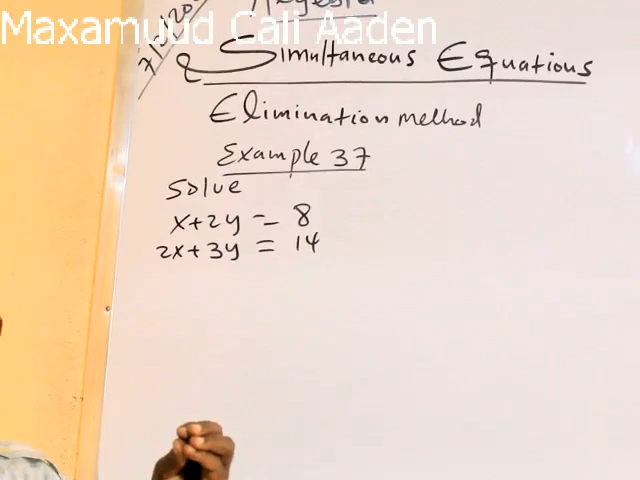 Maxamuud Cali Aaden
Simultaneous Equations
Elimination method
Example 37
Solve
x+2y = 8
2x+3y = 14